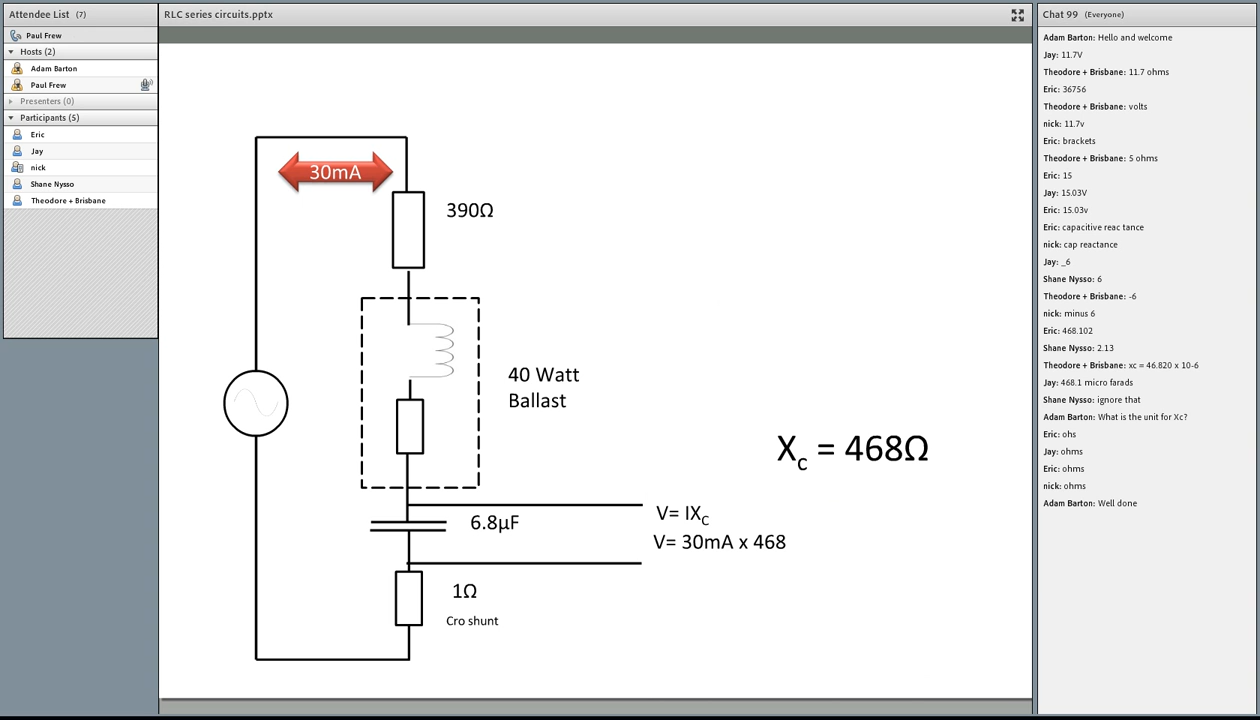 Attendee List (7)
Paul Frew
Hosts (2)
Adam Barton
Paul Frew
Presenters (0)
Participants (5)
Eric
Jay
nick
Shane Nysso
Theodore + Brisbane
RLC series circuits.pptx
30mA
390Ω
40 Watt
Ballast
Xc = 468Ω
V= IXC
6.8µF
V= 30mA x 468
1Ω
Cro shunt
Chat 99 (Everyone)
Adam Barton: Hello and welcome
Jay: 11.7V
Theodore + Brisbane: 11.7 ohms
Eric: 36756
Theodore + Brisbane: volts
nick: 11.7v
Eric: brackets
Theodore + Brisbane: 5 ohms
Eric: 15
Jay: 15.03V
Eric: 15.03v
Eric: capacitive reac tance
nick: cap reactance
Jay: _6
Shane Nysso: 6
Theodore + Brisbane: -6
nick: minus 6
Eric: 468.102
Shane Nysso: 2.13
Theodore + Brisbane: xc = 46.820 x 10-6
Jay: 468.1 micro farads
Shane Nysso: ignore that
Adam Barton: What is the unit for Xc?
Eric: ohs
Jay: ohms
Eric: ohms
nick: ohms
Adam Barton: Well done